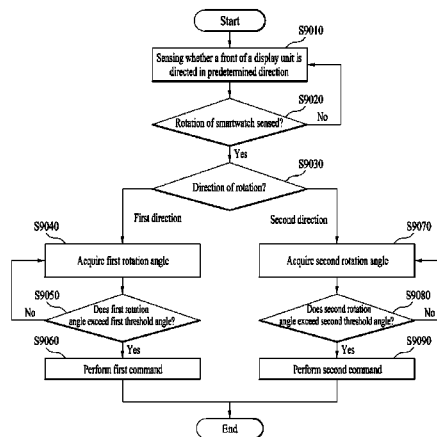 Start
S9010
Sensing whether a front of a display unit is
directed in predetermined direction
S9020
Rotation of smartwatch sensed?
No
Yes
S9030
Direction of rotation?
First direction
Second direction
S9040
S9070
Acquire first rotation angle
Acquire second rotation angle
S9050
S9080
Does first rotation
angle exceed first threshold angle?
Does second rotation
angle exceed second threshold angle?
No
No
Yes
Yes
S9060
S9090
Perform first command
Perform second command
End